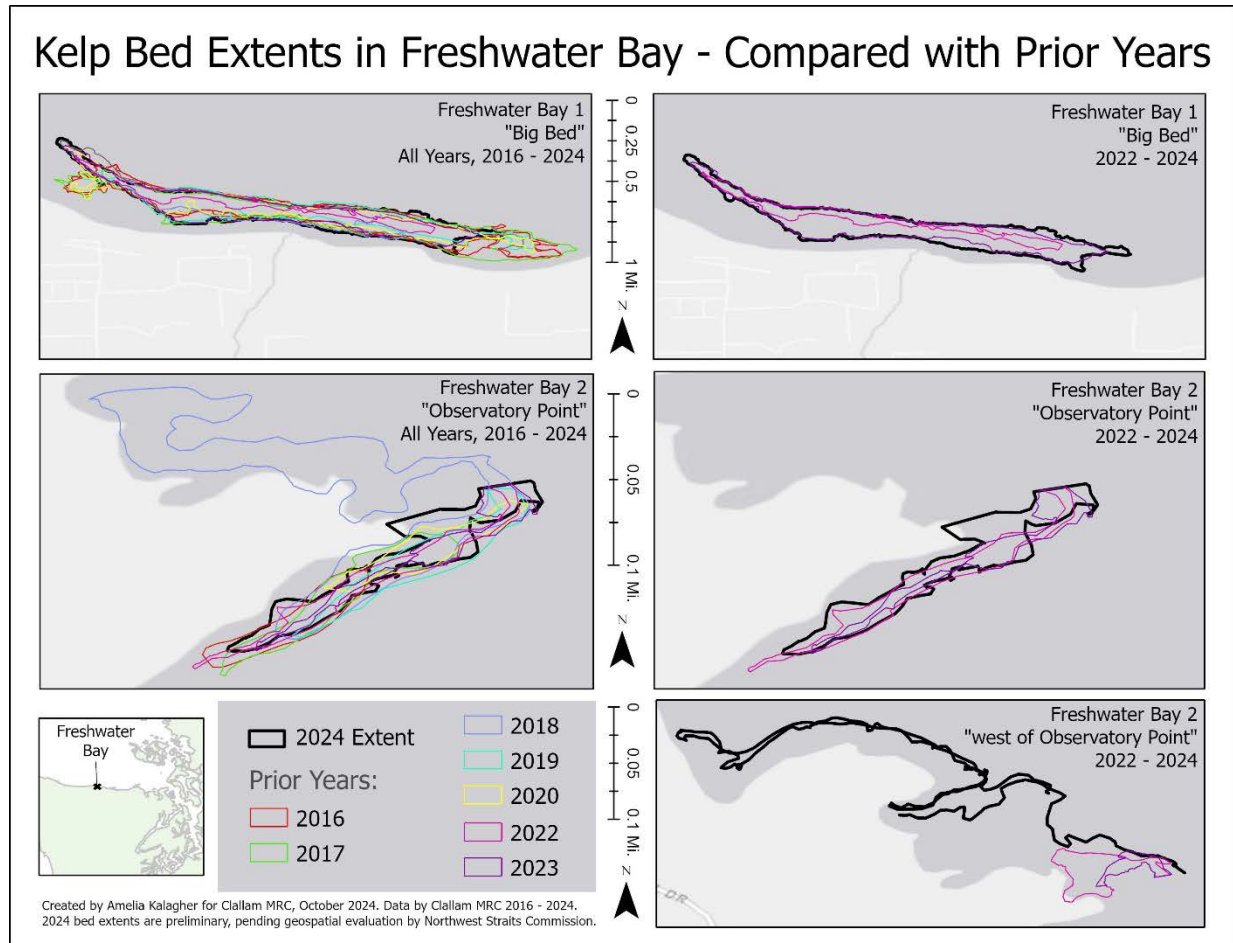 Kelp Bed Extents in Freshwater Bay - Compared with Prior Years
Freshwater Bay 1
"Big Bed"
All Years, 2016 - 2024
0
0.25
0.5
1 Mi.
N
Freshwater Bay 1
"Big Bed"
2022 - 2024
Freshwater Bay 2
"Observatory Point"
All Years, 2016 - 2024
0
0.05
0.1 Mi.
N
Freshwater Bay 2
"Observatory Point"
2022 - 2024
Freshwater
Bay
2024 Extent
Prior Years:
2016
2017
2018
2019
2020
2022
2023
0
0.05
0.1 Mi.
N
Freshwater Bay 2
"west of Observatory Point"
2022 - 2024
DR
Created by Amelia Kalagher for Clallam MRC, October 2024. Data by Clallam MRC 2016 - 2024.
2024 bed extents are preliminary, pending geospatial evaluation by Northwest Straits Commission.